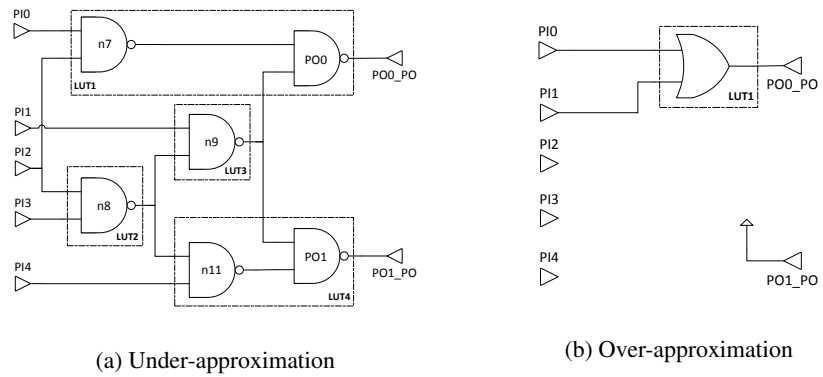 PI0
n7
LUT1
PO0
PO0_PO
PI1
n9
LUT3
PI2
PI3
n8
LUT2
PI4
n11
PO1
LUT4
PO1_PO
(a) Under-approximation
PI0
LUT1
PO0_PO
PI1
PI2
PI3
PI4
PO1_PO
(b) Over-approximation